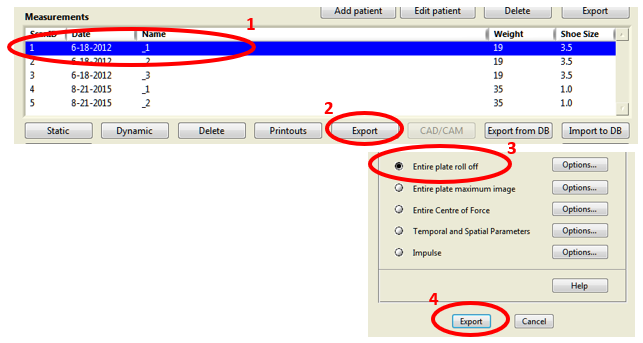 Add patient Edit patient Delete Export
Measurements
1
ScanID Date Name Weight Shoe Size
1 6-18-2012 _1 19 3.5
2 6-18-2012 _2 19 3.5
3 6-18-2012 _3 19 3.5
4 8-21-2015 _1 35 1.0
5 8-21-2015 _2 35 1.0
2
Static Dynamic Delete Printouts Export CAD/CAM Export from DB Import to DB
3
Entire plate roll off Options...
Entire plate maximum image Options...
Entire Centre of Force Options...
Temporal and Spatial Parameters Options...
Impulse Options...
Help
4
Export Cancel